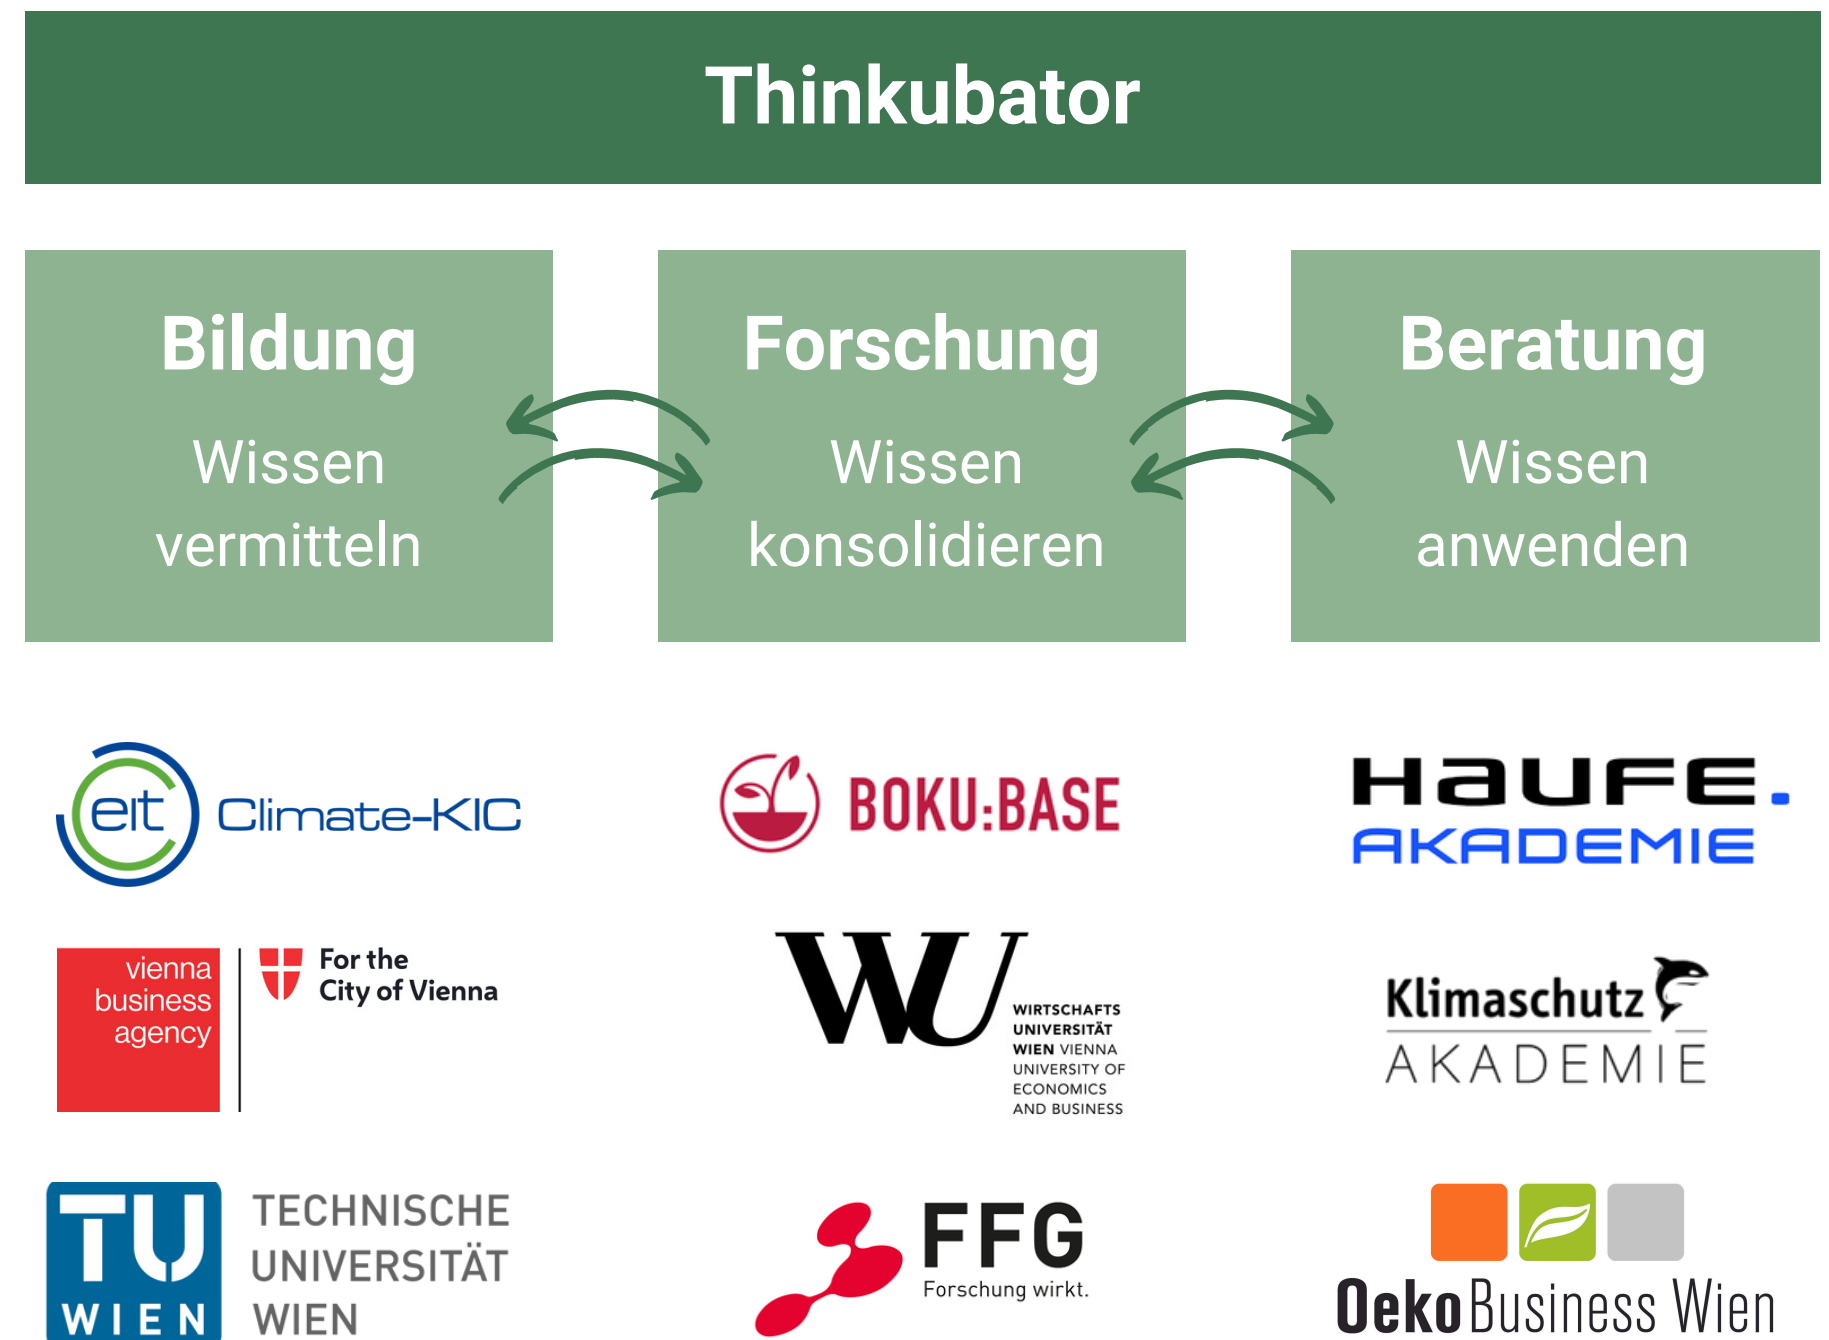 Thinkubator
Bildung
Wissen
vermitteln
Forschung
Wissen
konsolidieren
Beratung
Wissen
anwenden
eit Climate-KIC
BOKU:BASE
HAUFE.
AKADEMIE
vienna
business
agency
For the
City of Vienna
WU
WIRTSCHAFTS
UNIVERSITÄT
WIEN VIENNA
UNIVERSITY OF
ECONOMICS
AND BUSINESS
Klimaschutz
AKADEMIE
TU
WIEN
TECHNISCHE
UNIVERSITÄT
WIEN
FFG
Forschung wirkt.
OekoBusiness Wien